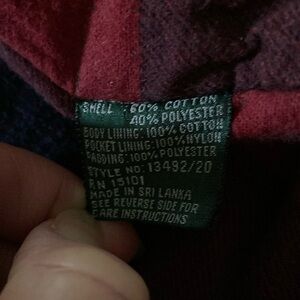 SHELL: 60% COTTON
40% POLYESTER
BODY LINING: 100% COTTON
POCKET LINING: 100% NYLON
PADDING: 100% POLYESTER
STYLE NO: 13492/20
RN 15101
MADE IN SRI LANKA
SEE REVERSE SIDE FOR
CARE INSTRUCTIONS